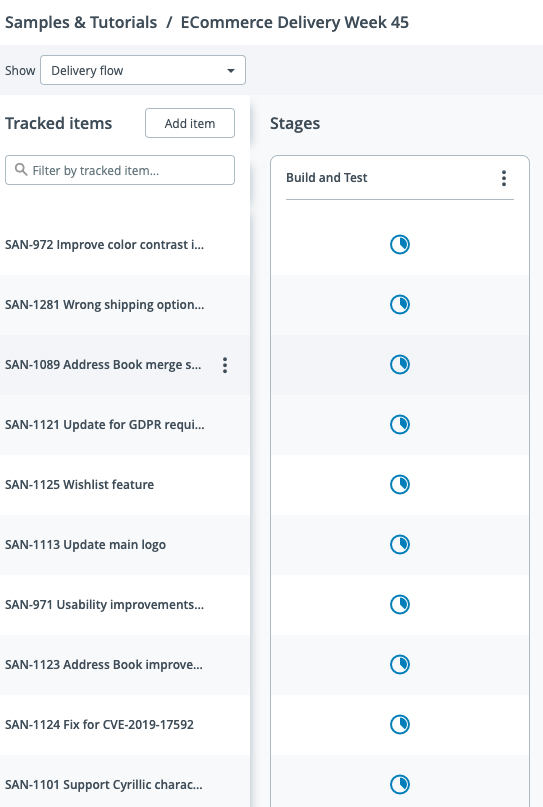 Samples & Tutorials / ECommerce Delivery Week 45
Show Delivery flow
Tracked items Add item Stages
Filter by tracked item...
Build and Test
SAN-972 Improve color contrast i...
SAN-1281 Wrong shipping option...
SAN-1089 Address Book merge s...
SAN-1121 Update for GDPR requi...
SAN-1125 Wishlist feature
SAN-1113 Update main logo
SAN-971 Usability improvements...
SAN-1123 Address Book improve...
SAN-1124 Fix for CVE-2019-17592
SAN-1101 Support Cyrillic charac...